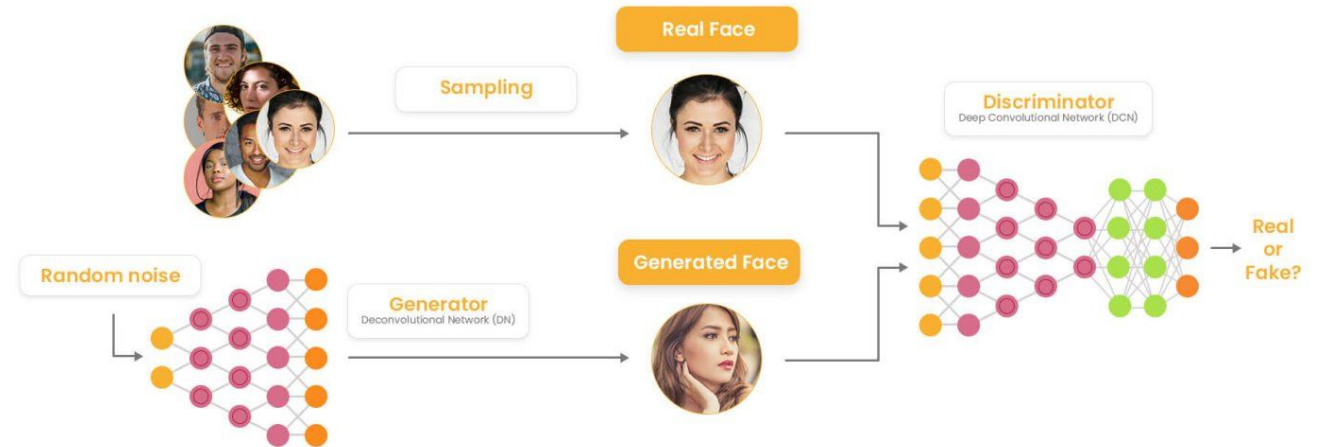 Real Face
Sampling
Discriminator
Deep Convolutional Network (DCN)
Random noise
Generator
Deconvolutional Network (DN)
Generated Face
Real
or
Fake?